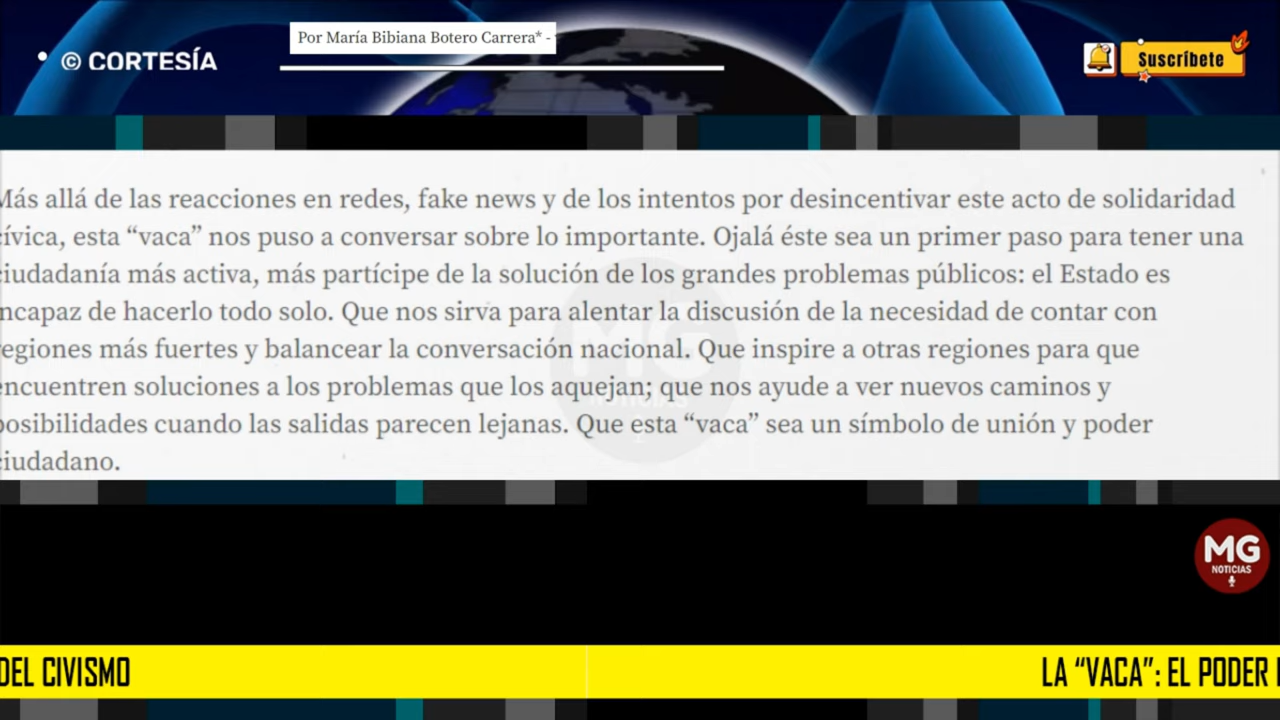 Por María Bibiana Botero Carrera* -
© CORTESÍA
Suscríbete
Más allá de las reacciones en redes, fake news y de los intentos por desincentivar este acto de solidaridad
cívica, esta “vaca” nos puso a conversar sobre lo importante. Ojalá éste sea un primer paso para tener una
ciudadanía más activa, más partícipe de la solución de los grandes problemas públicos: el Estado es
incapaz de hacerlo todo solo. Que nos sirva para alentar la discusión de la necesidad de contar con
regiones más fuertes y balancear la conversación nacional. Que inspire a otras regiones para que
encuentren soluciones a los problemas que los aquejan; que nos ayude a ver nuevos caminos y
posibilidades cuando las salidas parecen lejanas. Que esta “vaca” sea un símbolo de unión y poder
ciudadano.
MG
NOTICIAS
MG
NOTICIAS
DEL CIVISMO
LA “VACA”: EL PODER